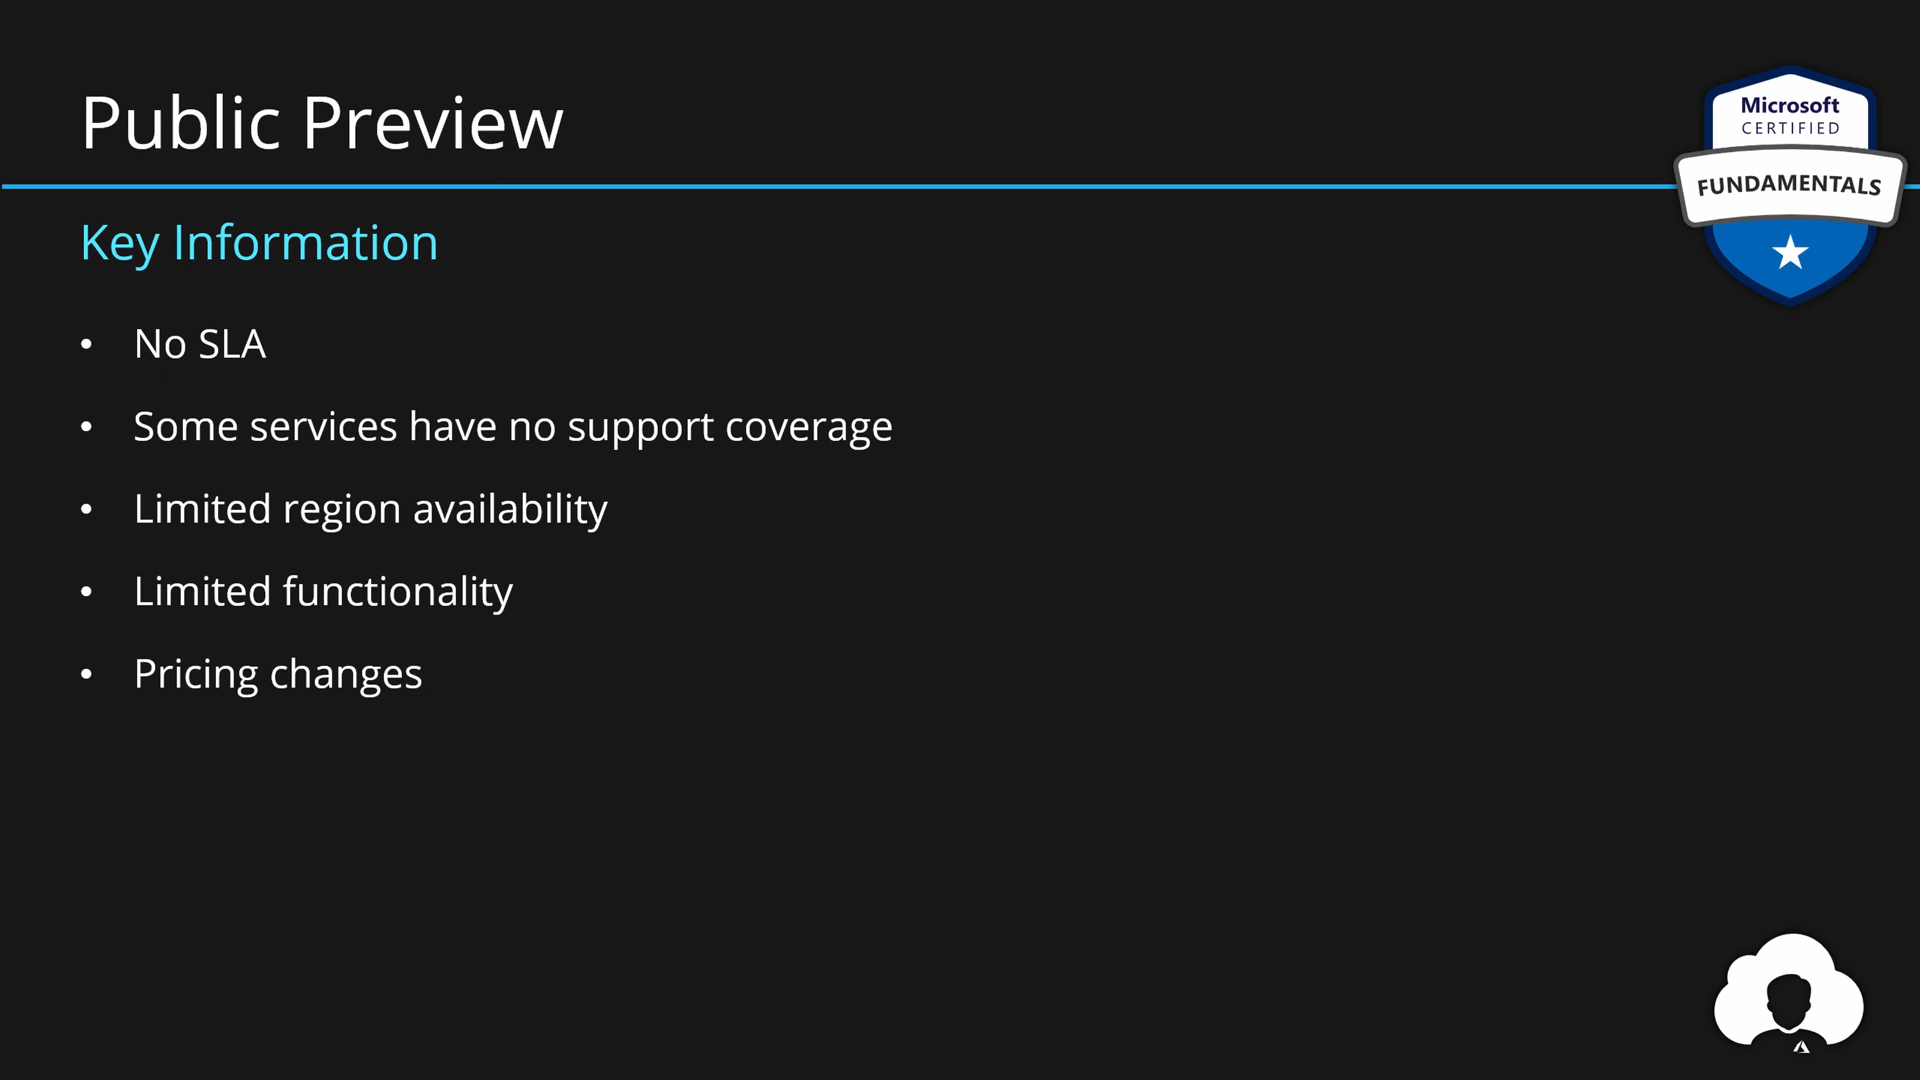 Public Preview
Microsoft
CERTIFIED
FUNDAMENTALS
Key Information
• No SLA
• Some services have no support coverage
• Limited region availability
• Limited functionality
• Pricing changes